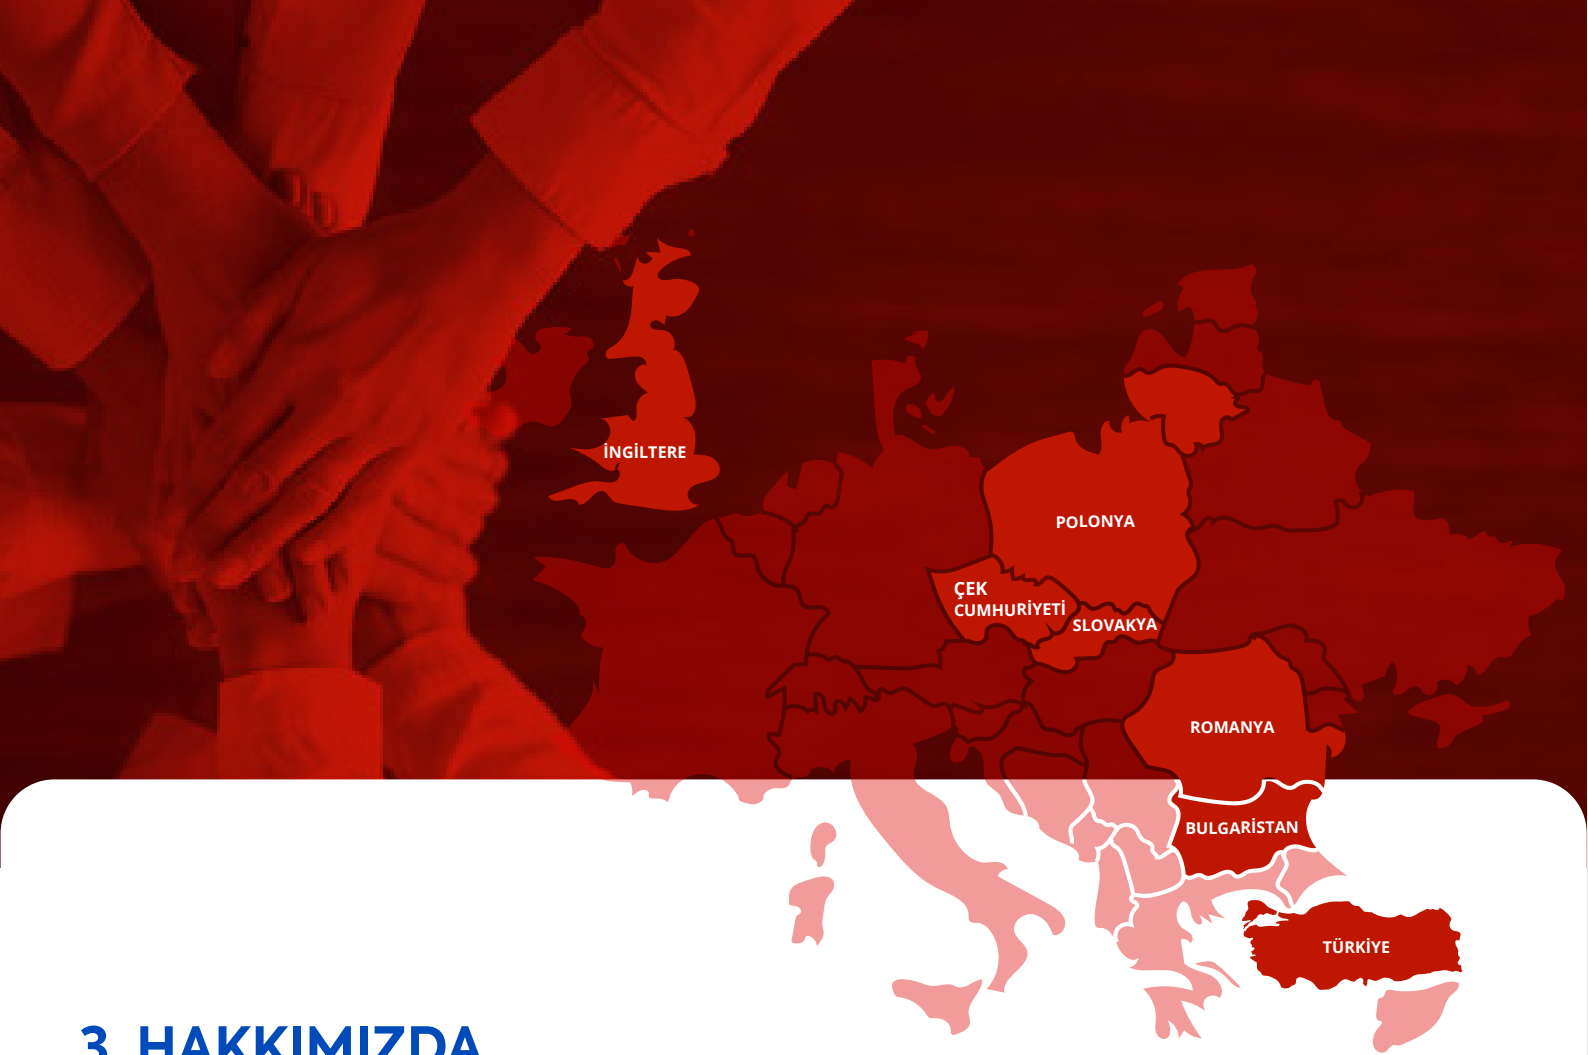 İNGİLTERE
POLONYA
ÇEK
CUMHURİYETİ
SLOVAKYA
ROMANYA
BULGARİSTAN
TÜRKİYE
3. HAKKIMIZDA